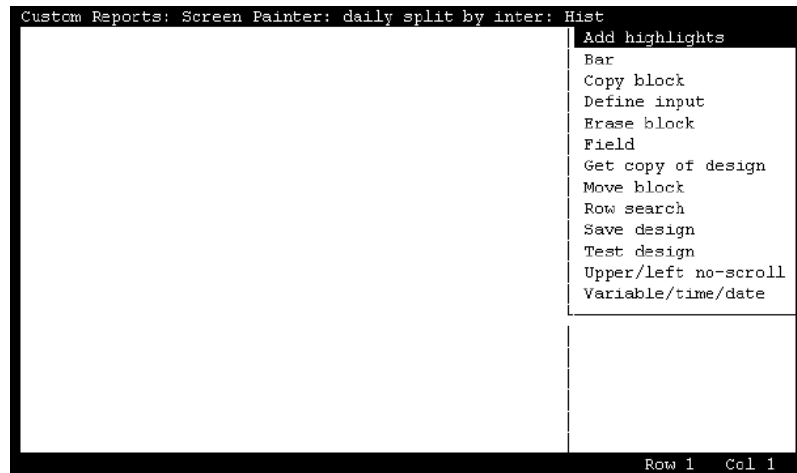 Custom Reports: Screen Painter: daily split by inter: Hist
Add highlights
Bar
Copy block
Define input
Erase block
Field
Get copy of design
Move block
Row search
Save design
Test design
Upper/left no-scroll
Variable/time/date
Row 1 Col 1